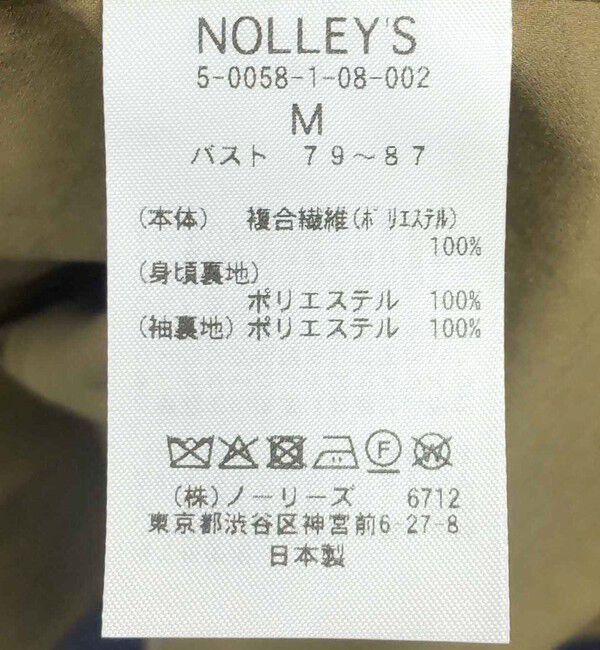 NOLLEY'S
5-0058-1-08-002
M
バスト 79～87
(本体) 複合繊維(ポリエステル)
100%
(身頃裏地)
ポリエステル 100%
(袖裏地) ポリエステル 100%
F
W
(株)ノーリーズ 6712
東京都渋谷区神宮前6-27-8
日本製